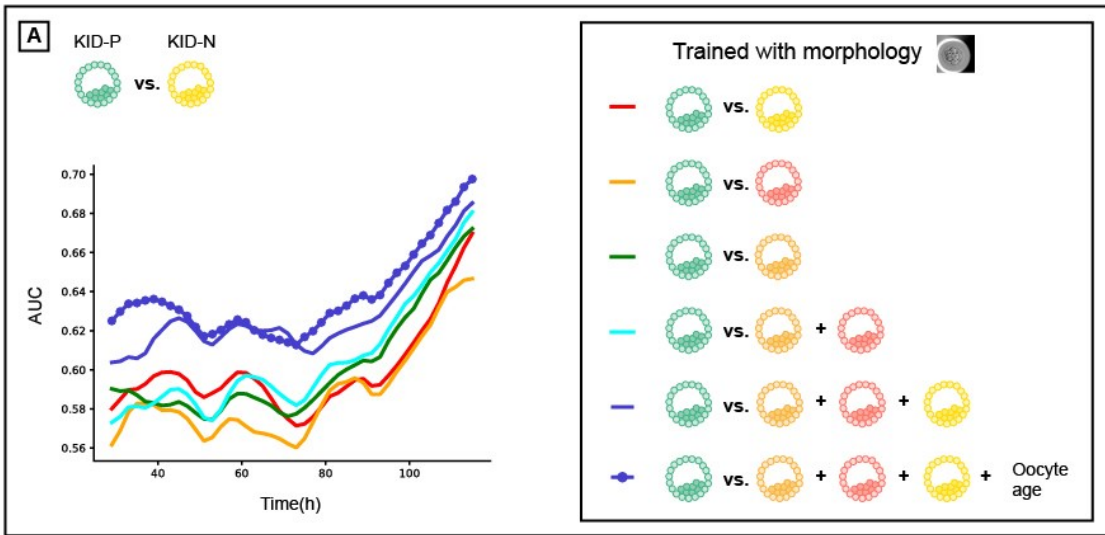 A
KID-P
KID-N
vs.
0.70
0.68
0.66
0.64
0.62
0.60
0.58
0.56
AUC
40
60
80
100
Time(h)
Trained with morphology
vs.
vs.
vs.
vs. +
vs. + +
vs. + + + Oocyte
age